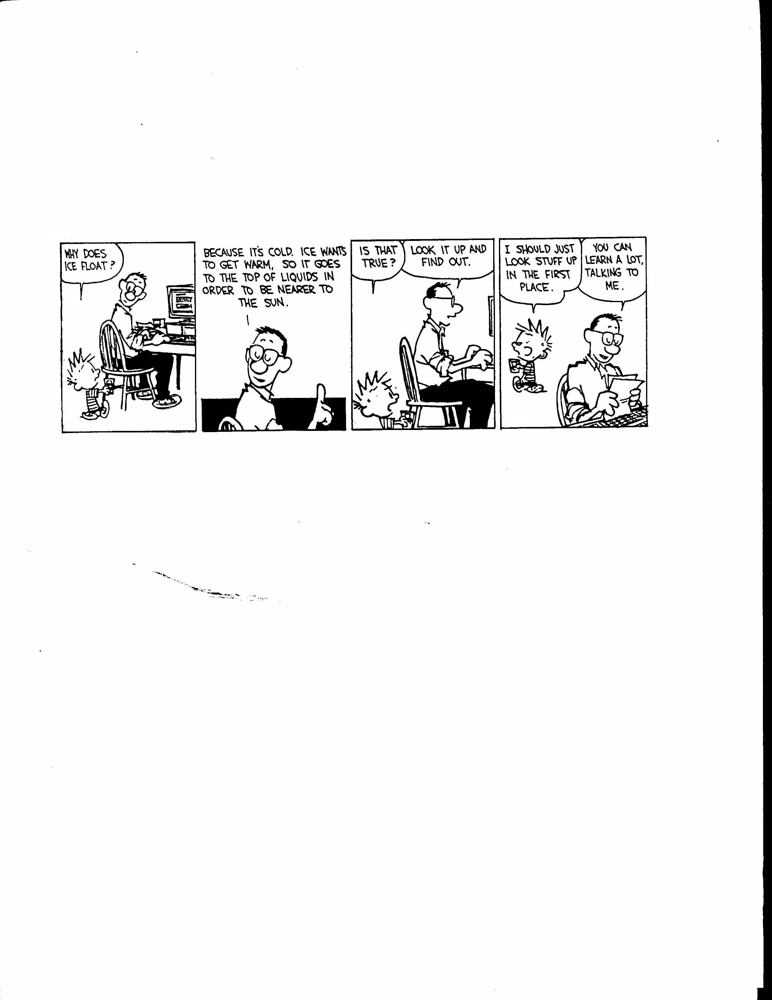 WHY DOES
ICE FLOAT?
BECAUSE IT'S COLD. ICE WANTS
TO GET WARM, SO IT GOES
TO THE TOP OF LIQUIDS IN
ORDER TO BE NEARER TO
THE SUN.
IS THAT
TRUE?
LOOK IT UP AND
FIND OUT.
I SHOULD JUST
LOOK STUFF UP
IN THE FIRST
PLACE.
YOU CAN
LEARN A LOT,
TALKING TO
ME.